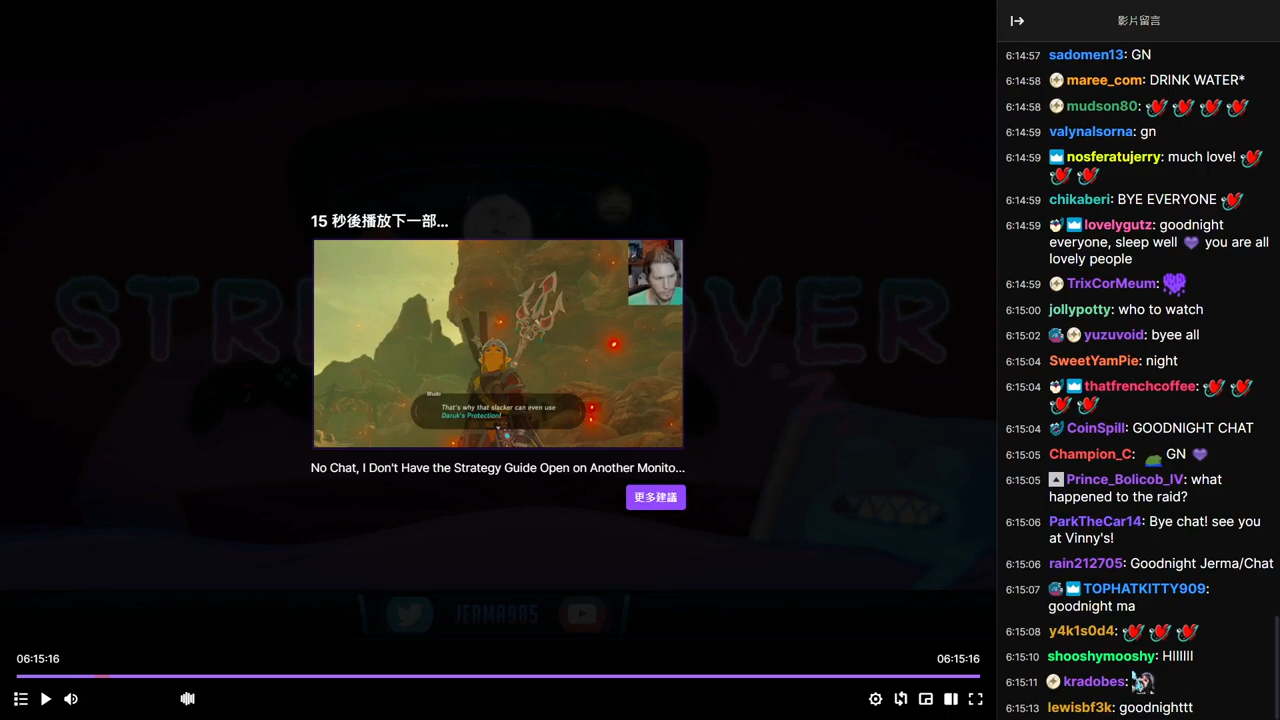 影片留言
6:14:57 sadomen13: GN
6:14:58 maree_com: DRINK WATER*
6:14:58 mudson80:
6:14:59 valynalsorna: gn
6:14:59 nosferatujerry: much love!
6:14:59 chikaberi: BYE EVERYONE
6:14:59 lovelygutz: goodnight
everyone, sleep well you are all
lovely people
6:14:59 TrixCorMeum:
6:15:00 jollypotty: who to watch
6:15:02 yuzuvoid: byee all
6:15:04 SweetYamPie: night
6:15:04 thatfrenchcoffee:
6:15:04 CoinSpill: GOODNIGHT CHAT
6:15:05 Champion_C: GN
6:15:05 Prince_Bolicob_IV: what
happened to the raid?
6:15:06 ParkTheCar14: Bye chat! see you
at Vinny's!
6:15:06 rain212705: Goodnight Jerma/Chat
6:15:07 TOPHATKITTY909:
goodnight ma
6:15:08 y4k1s0d4:
6:15:10 shooshymooshy: HIIIIII
6:15:11 kradobes:
6:15:13 lewisbf3k: goodnighttt
15 秒後播放下一部...
STRE OVER
Bludo
That's why that slacker can even use
Daruk's Protection!
No Chat, I Don't Have the Strategy Guide Open on Another Monito...
更多建議
JERMA985
06:15:16
06:15:16